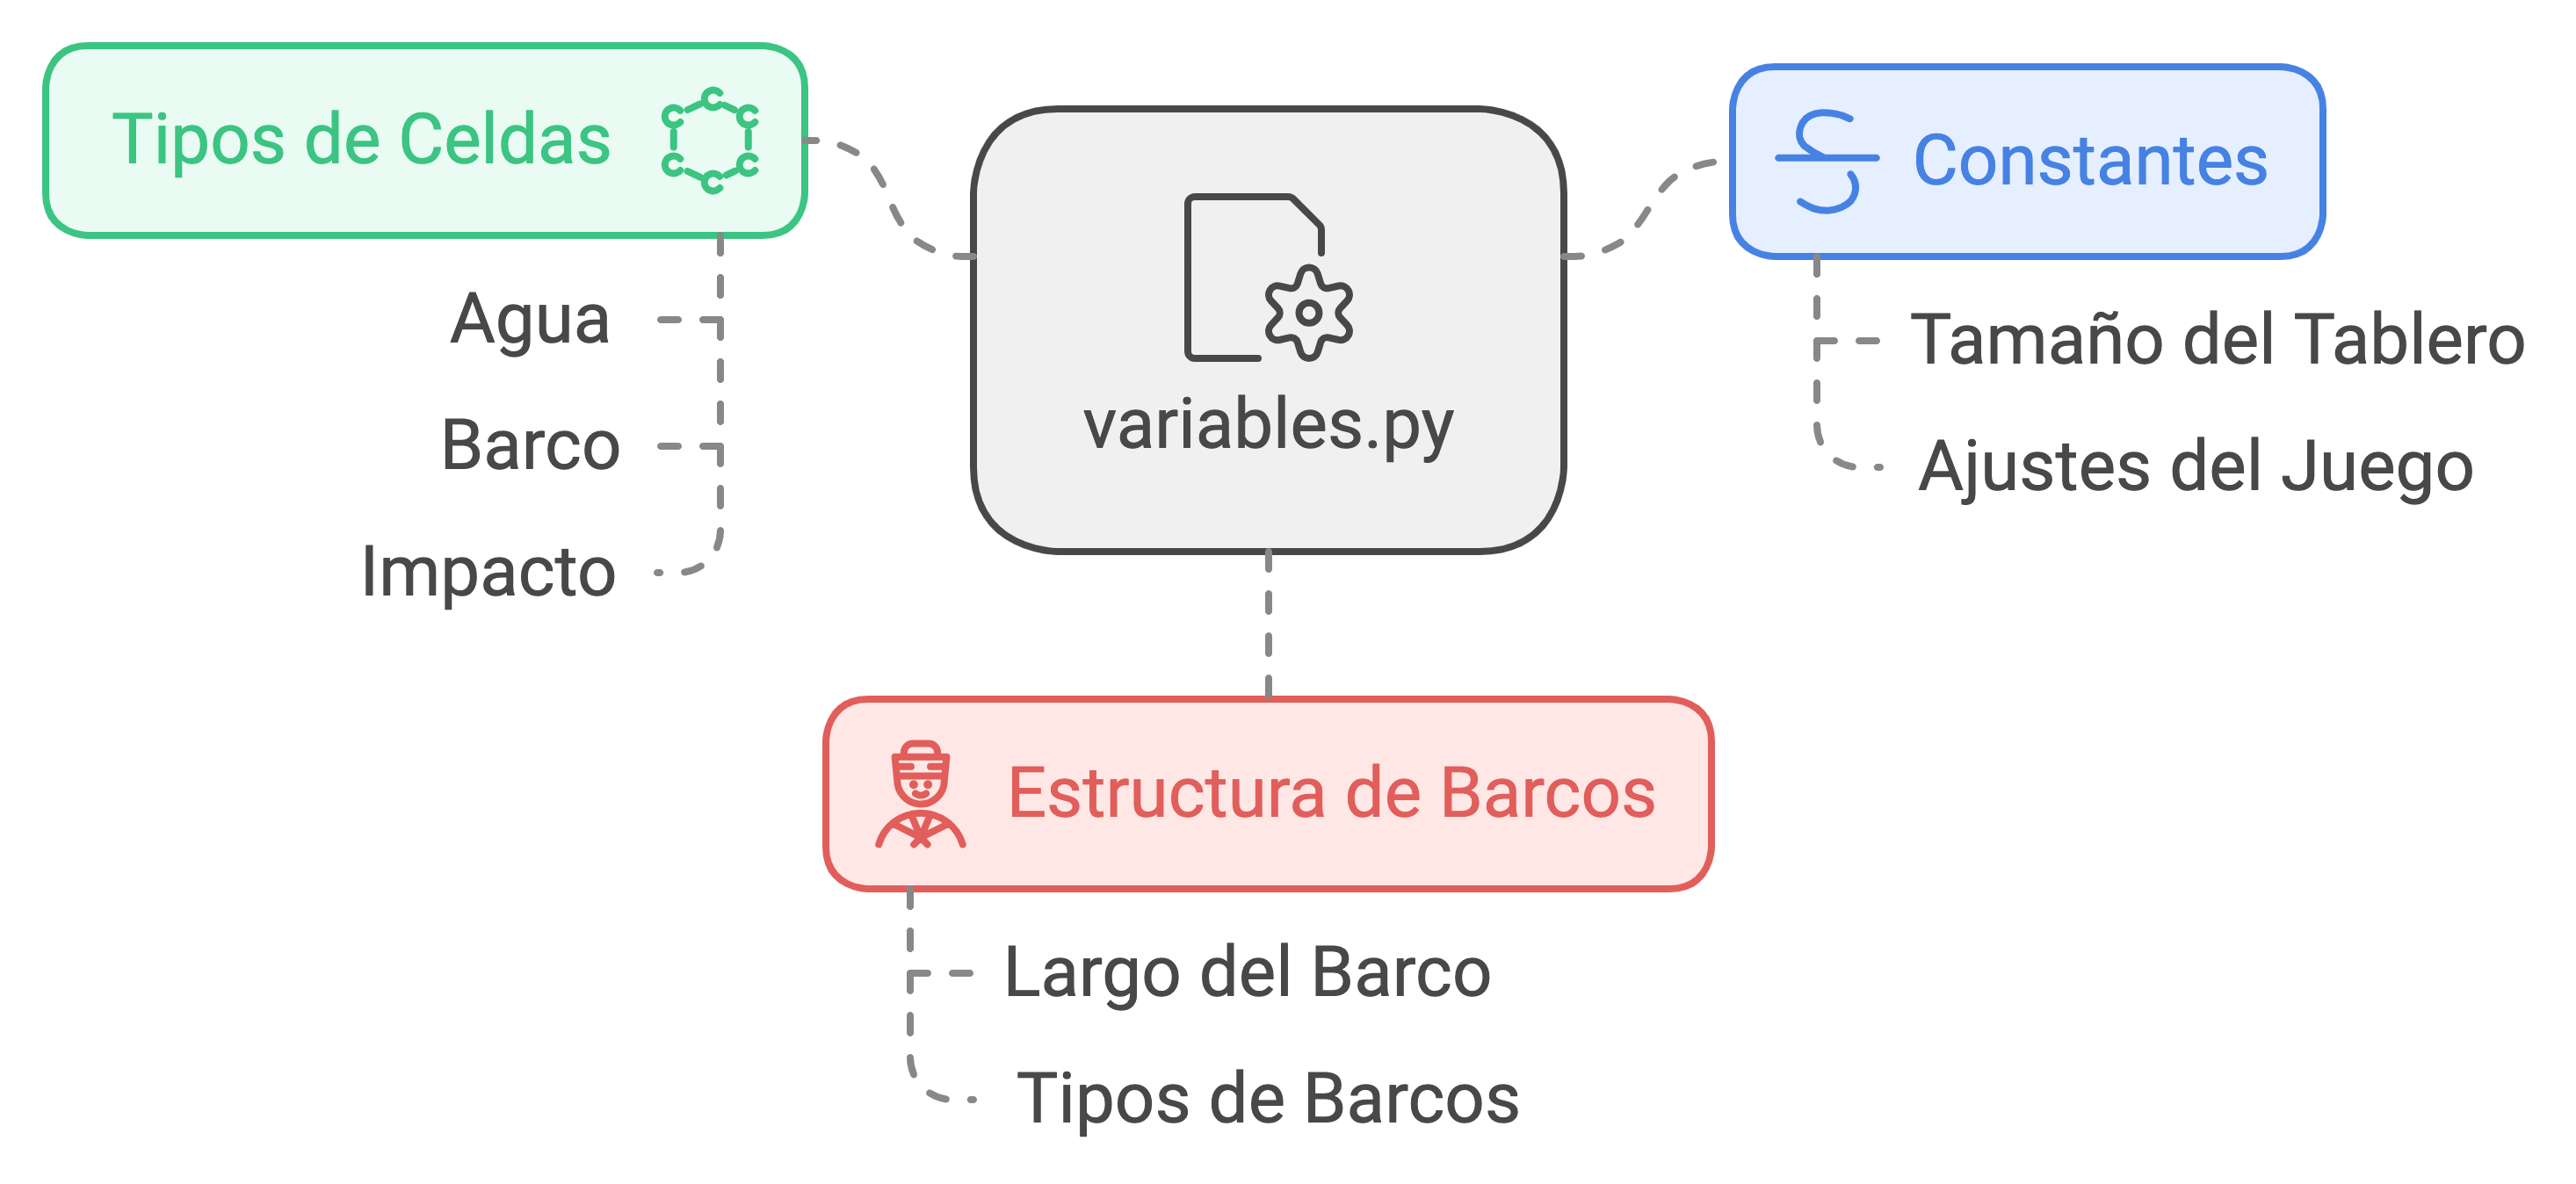 Tipos de Celdas
Agua
Barco
Impacto
variables.py
Constantes
Tamaño del Tablero
Ajustes del Juego
Estructura de Barcos
Largo del Barco
Tipos de Barcos